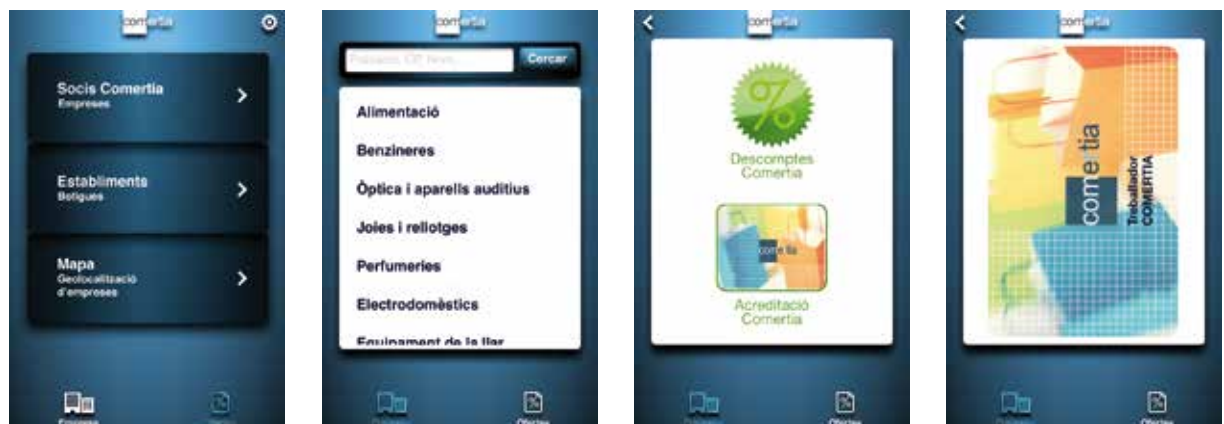 comertia
Socis Comertia
Empreses
Establiments
Botigues
Mapa
Geolocalització
d'empreses
Empreses
comertia
Cercar
Alimentació
Benzineres
Òptica i aparells auditius
Joies i rellotges
Perfumeries
Electrodomèstics
Equipament de la llar
Ofertes
comertia
%
Descomptes
Comertia
comertia
Acreditació
Comertia
Ofertes
comertia
comertia
Treballador
COMERTIA
Ofertes